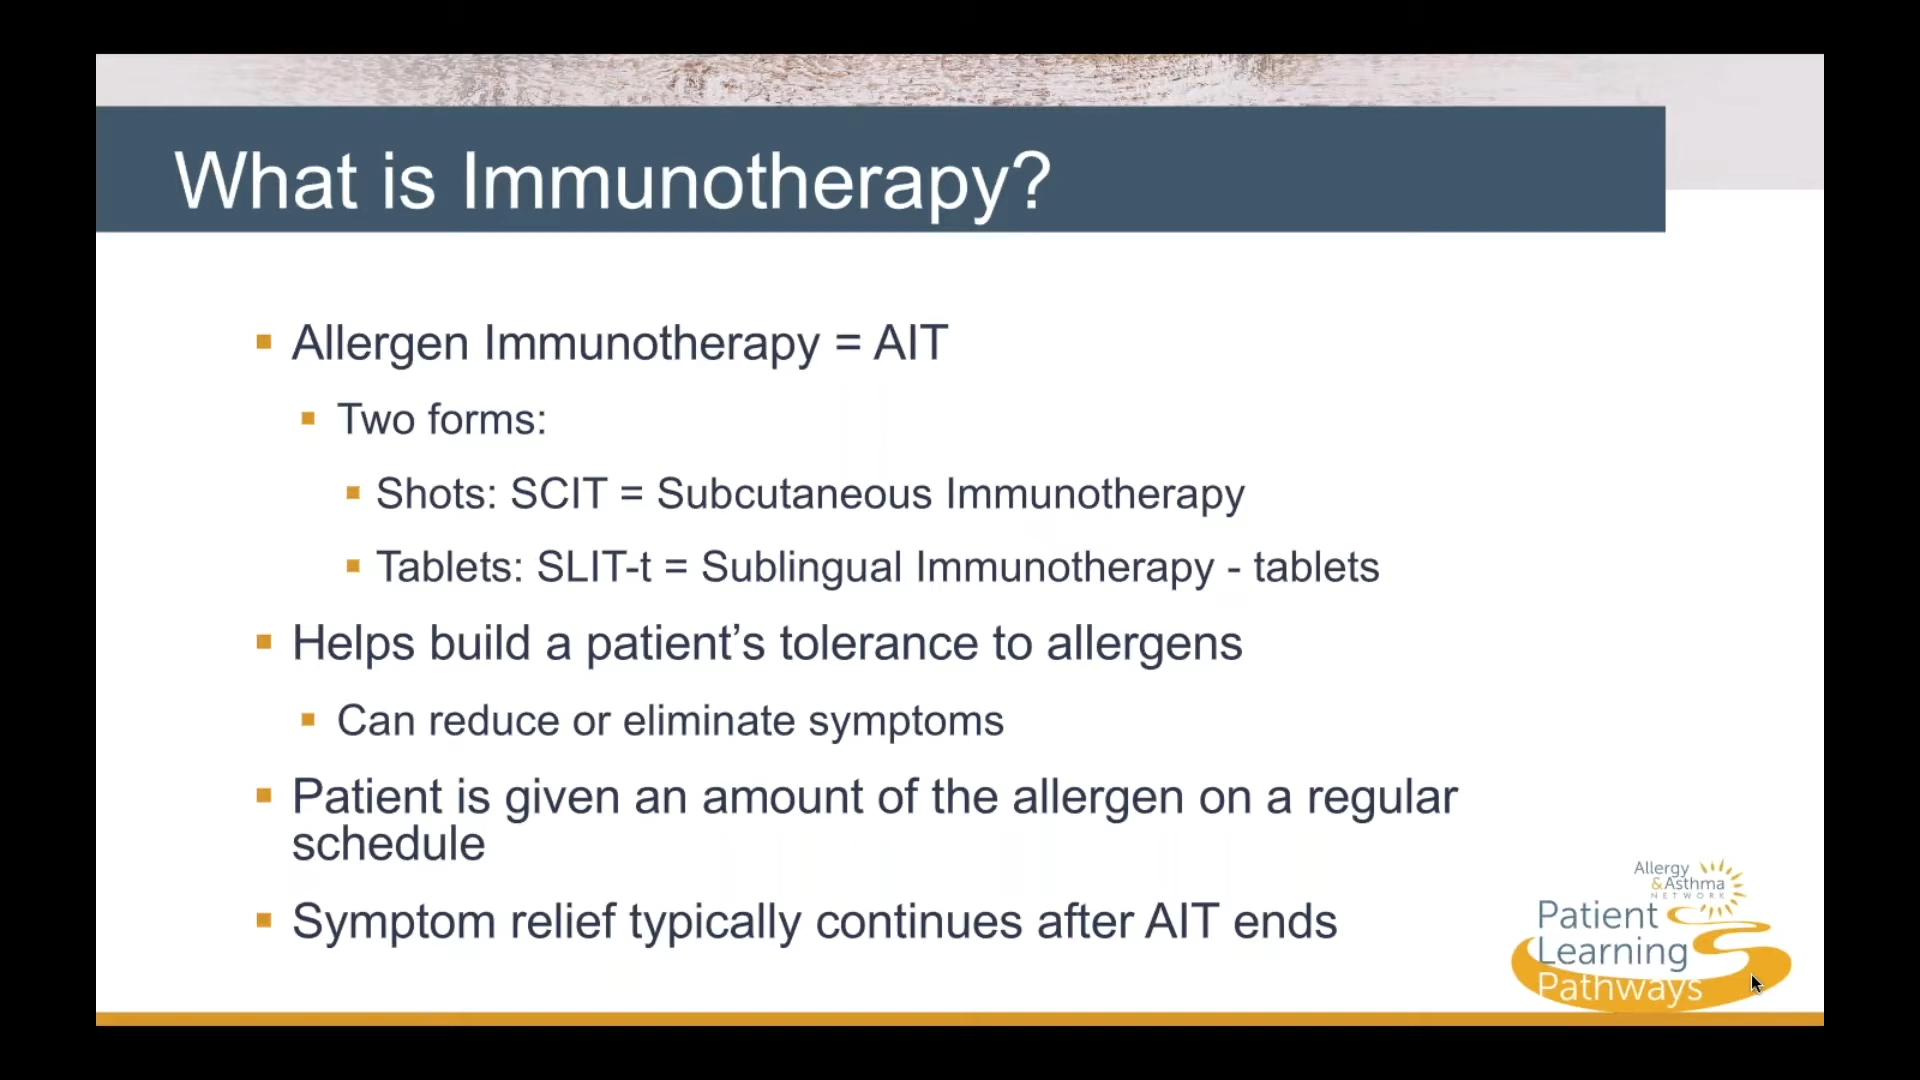 What is Immunotherapy?
Allergen Immunotherapy = AIT
Two forms:
Shots: SCIT = Subcutaneous Immunotherapy
Tablets: SLIT-t = Sublingual Immunotherapy - tablets
Helps build a patient’s tolerance to allergens
Can reduce or eliminate symptoms
Patient is given an amount of the allergen on a regular
schedule
Symptom relief typically continues after AIT ends
Allergy
&Asthma
NETWORK
Patient
Learning
Pathways